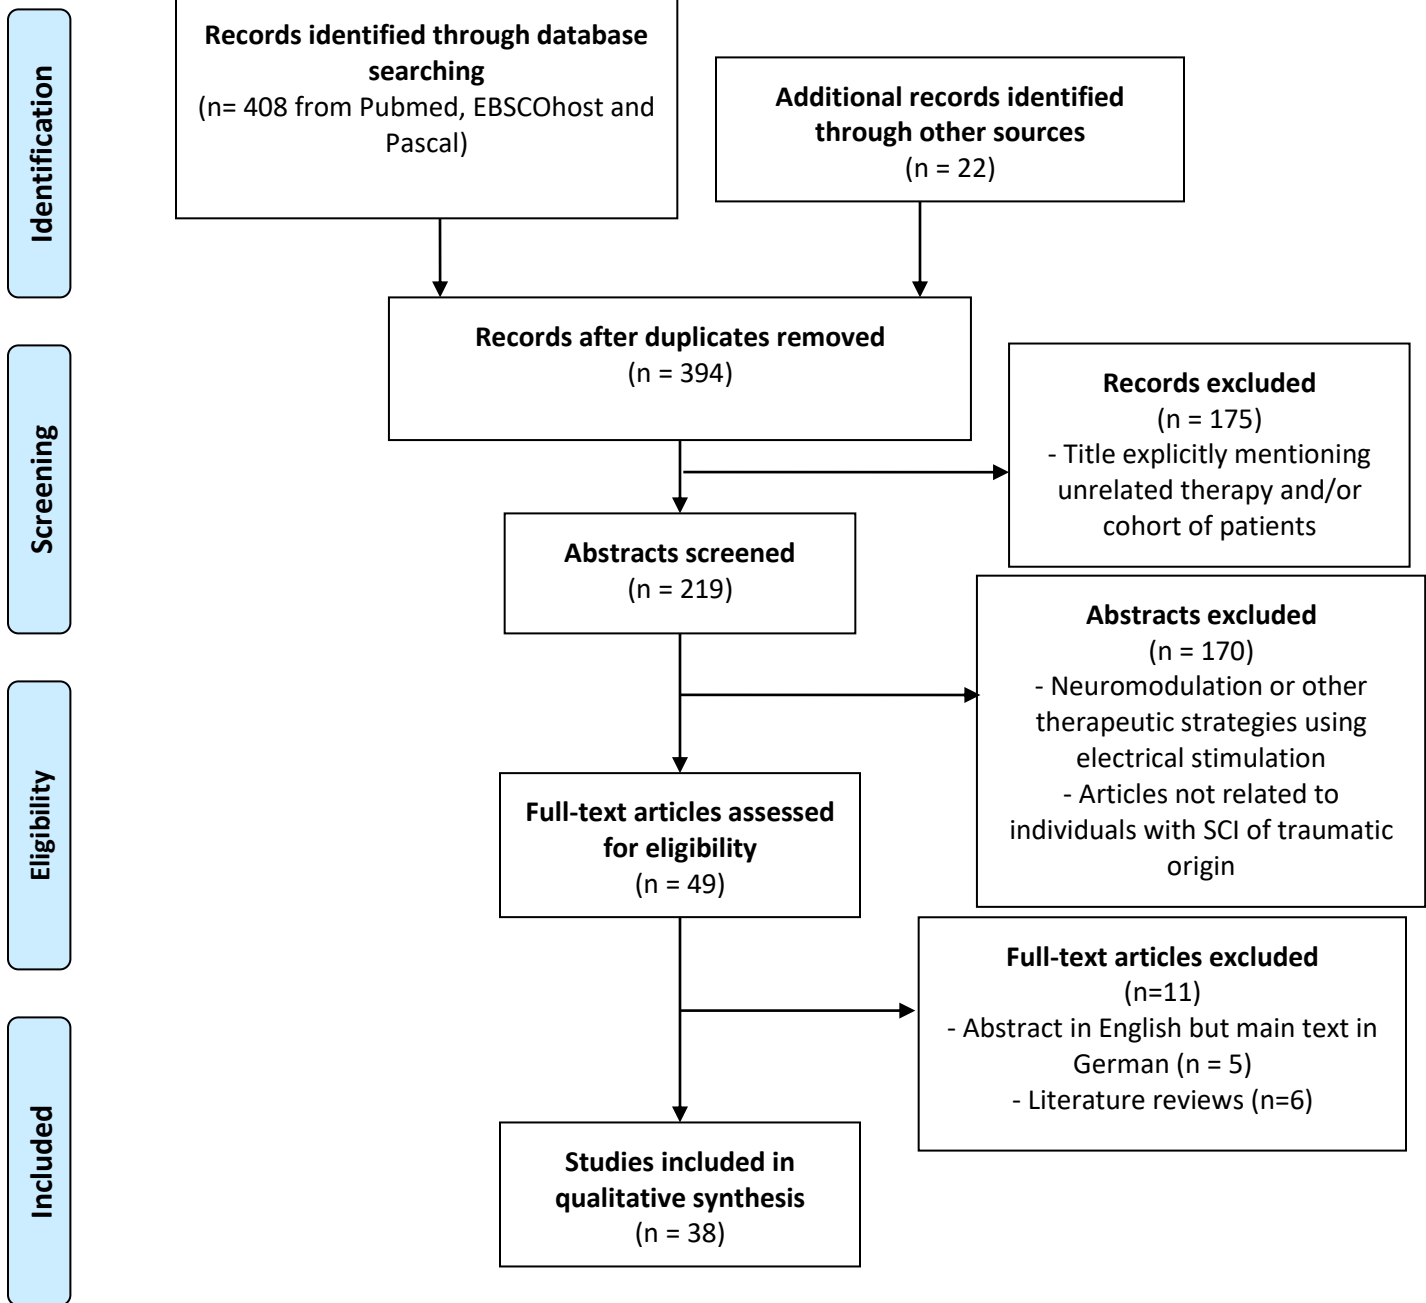 Identification
Records identified through database
searching
(n= 408 from Pubmed, EBSCOhost and
Pascal)
Additional records identified
through other sources
(n = 22)
Records after duplicates removed
(n = 394)
Screening
Records excluded
(n = 175)
- Title explicitly mentioning
unrelated therapy and/or
cohort of patients
Abstracts screened
(n = 219)
Abstracts excluded
(n = 170)
- Neuromodulation or other
therapeutic strategies using
electrical stimulation
- Articles not related to
individuals with SCI of traumatic
origin
Eligibility
Full-text articles assessed
for eligibility
(n = 49)
Full-text articles excluded
(n=11)
- Abstract in English but main text in
German (n = 5)
- Literature reviews (n=6)
Included
Studies included in
qualitative synthesis
(n = 38)